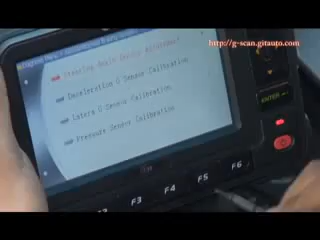 http://g-scan.gitauto.com
Steering Angle Sensor Adjustment
Deceleration G Sensor Calibration
Latera G Sensor Calibration
Pressure Sensor Calibration
ENTER
F3
F4
F5
F6